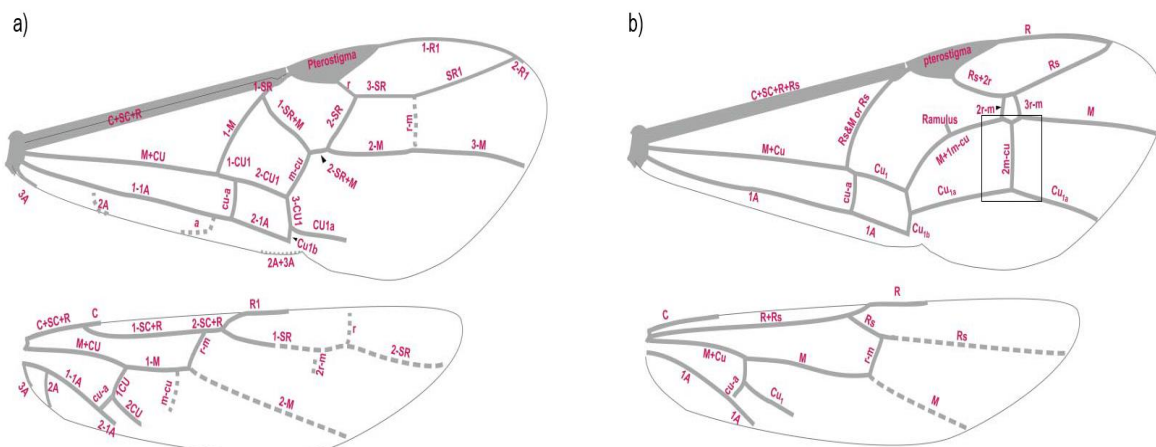 a)
1-R1
2-R1
Pterostigma
r
3-SR
SR1
1-SR
C+SC+R
1-M
1-SR+M
2-SR
r-m
M+CU
1-CU1
2-CU1
m-cu
2-M
3-M
2-SR+M
3A
1-1A
2A
a
cu-a
2-1A
3-CU1
CU1a
Cu1b
2A+3A
C+SC+R
C
1-SC+R
2-SC+R
R1
M+CU
1-M
r-m
1-SR
r
2r-m
2-SR
3A
2A
1-1A
cu-a
1CU
2CU
m-cu
2-M
2-1A
b)
R
pterostigma
Rs+2r
Rs
C+SC+R+Rs
Rs&M or Rs
2r-m
3r-m
M
Ramulus
M+1m-cu
2m-cu
M+Cu
Cu1
cu-a
1A
Cu1a
Cu1a
1A
Cu1b
C
R+Rs
R
Rs
Rs
r-m
M+Cu
M
1A
cu-a
Cu1
1A
M